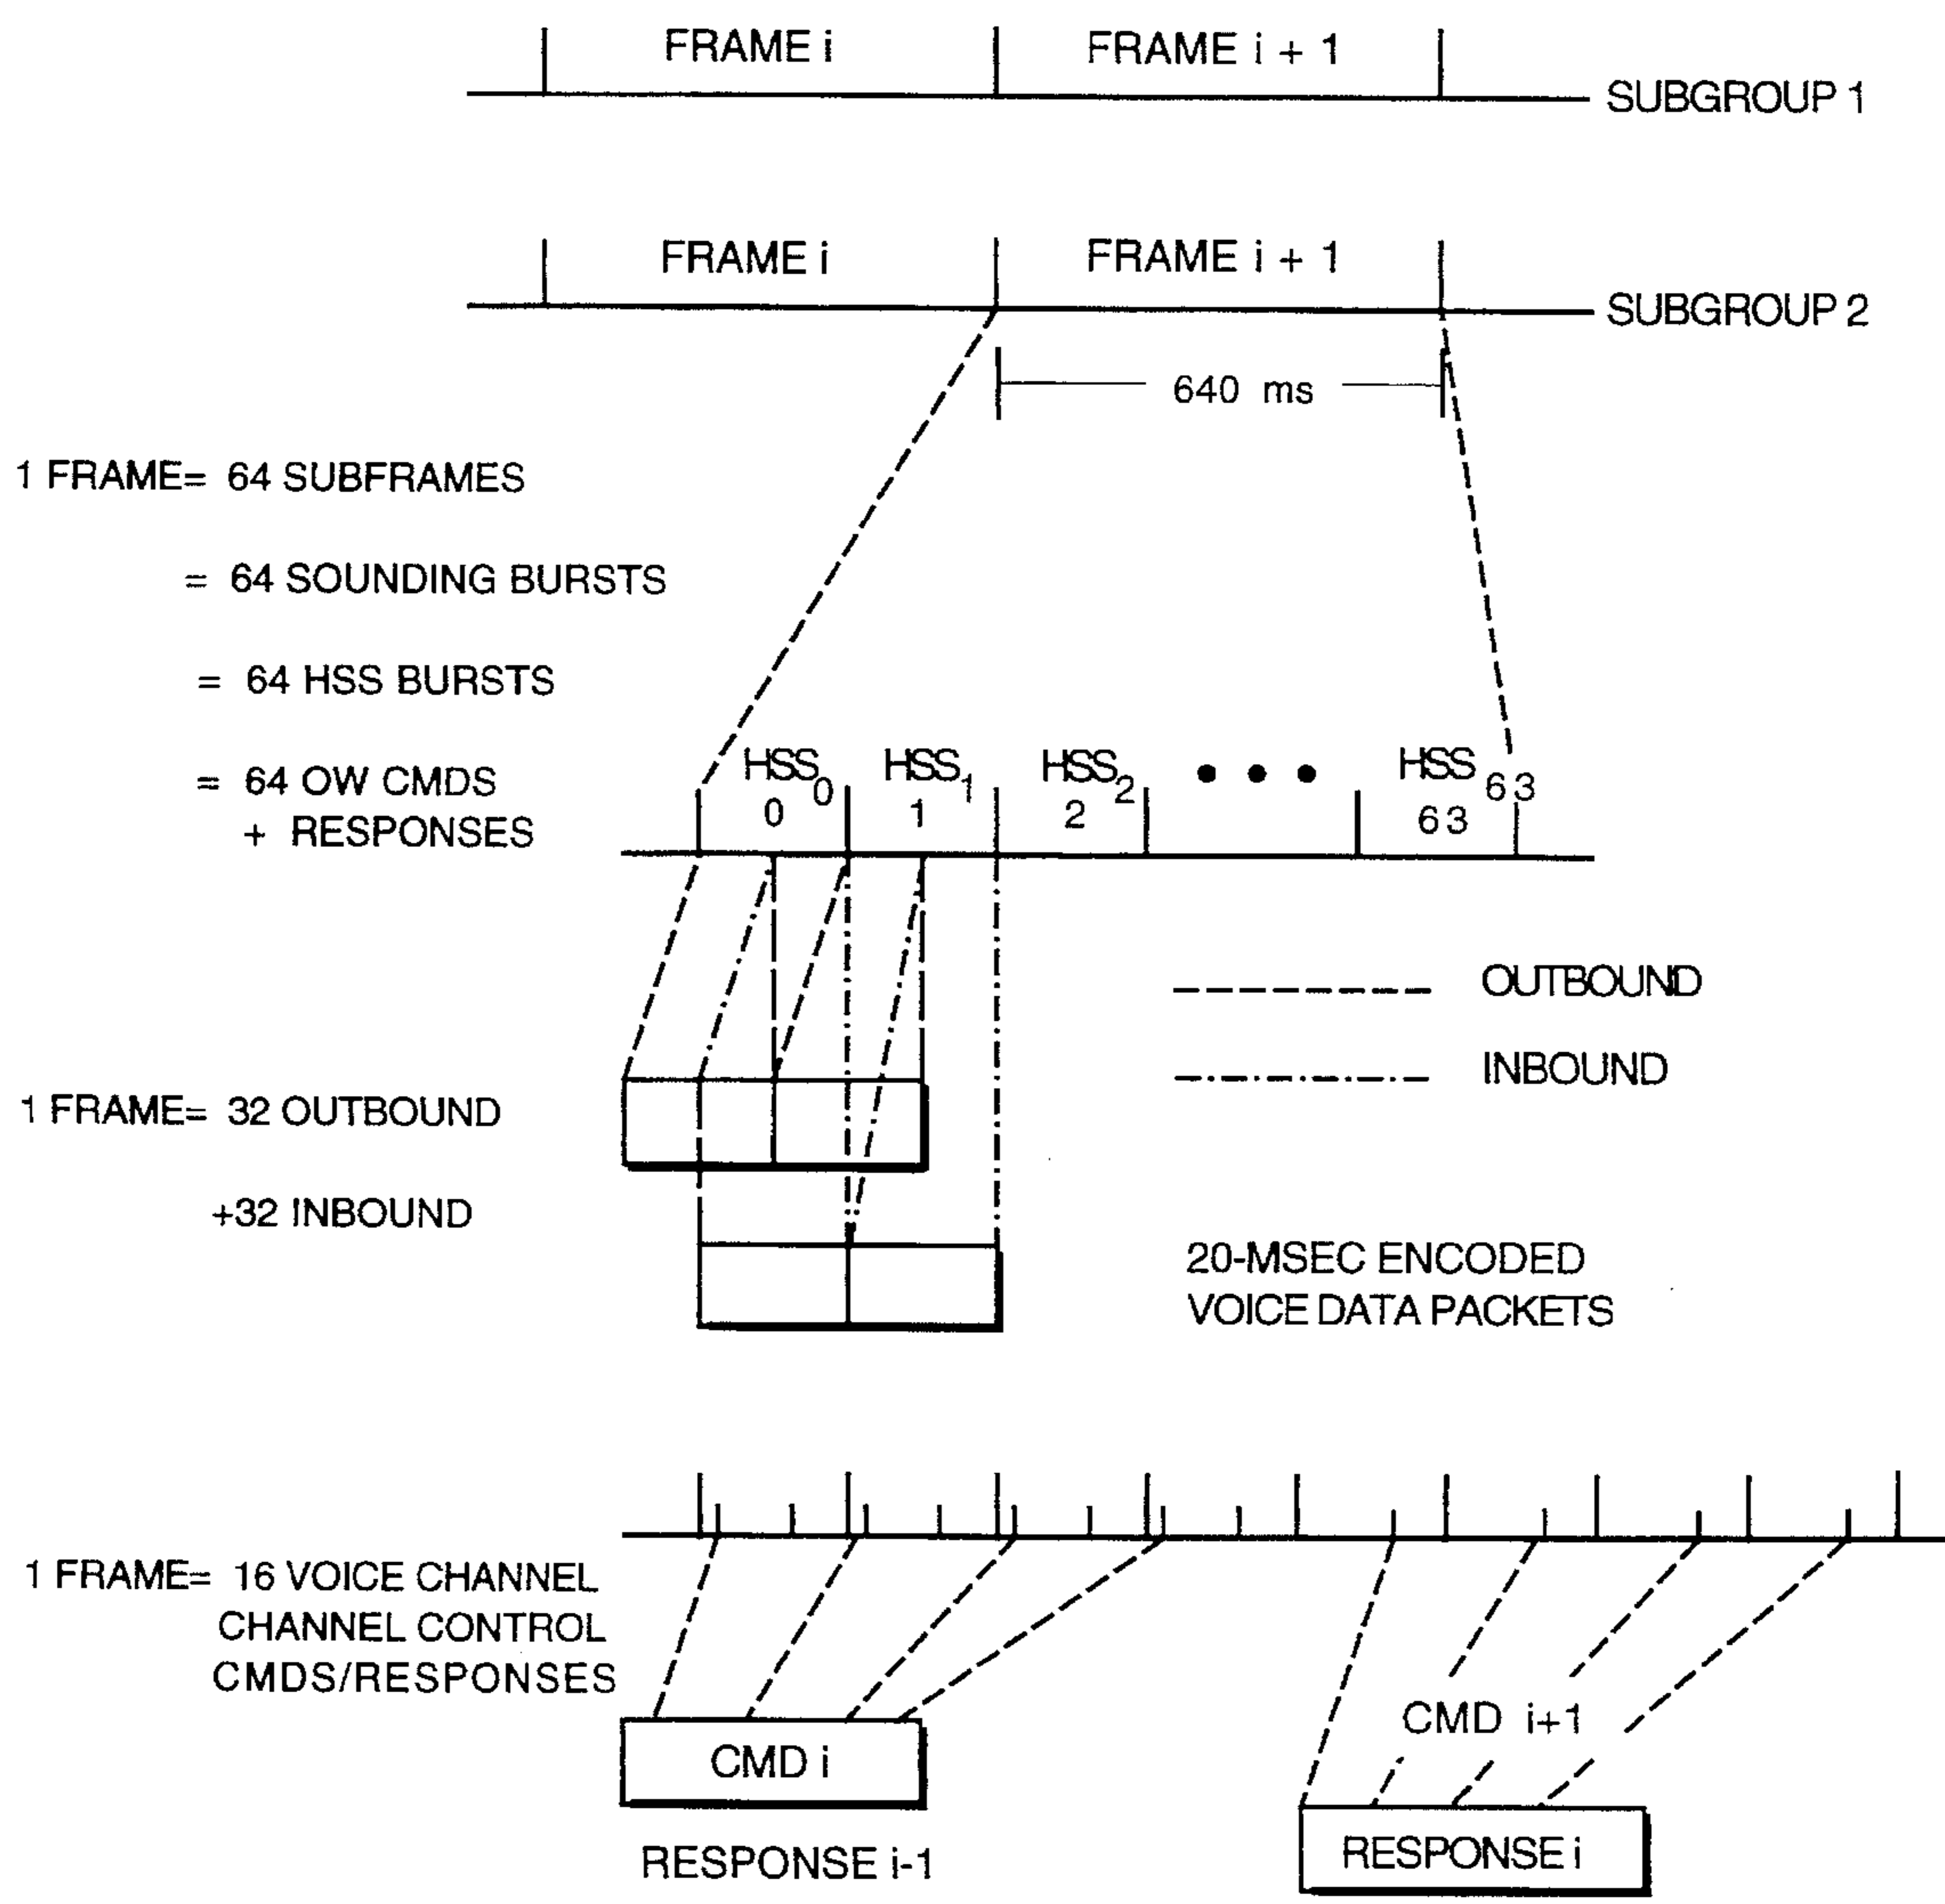 FRAME i FRAME i + 1
SUBGROUP 1
FRAME i FRAME i + 1
SUBGROUP 2
640 ms
1 FRAME= 64 SUBFRAMES
= 64 SOUNDING BURSTS
= 64 HSS BURSTS
= 64 OW CMDS
+ RESPONSES
HSS0 HSS1 HSS2 • • • HSS63
0 1 2 63
OUTBOUND
INBOUND
1 FRAME= 32 OUTBOUND
+32 INBOUND
20-MSEC ENCODED
VOICE DATA PACKETS
1 FRAME= 16 VOICE CHANNEL
CHANNEL CONTROL
CMDS/RESPONSES
CMD i
RESPONSE i-1
CMD i+1
RESPONSE i